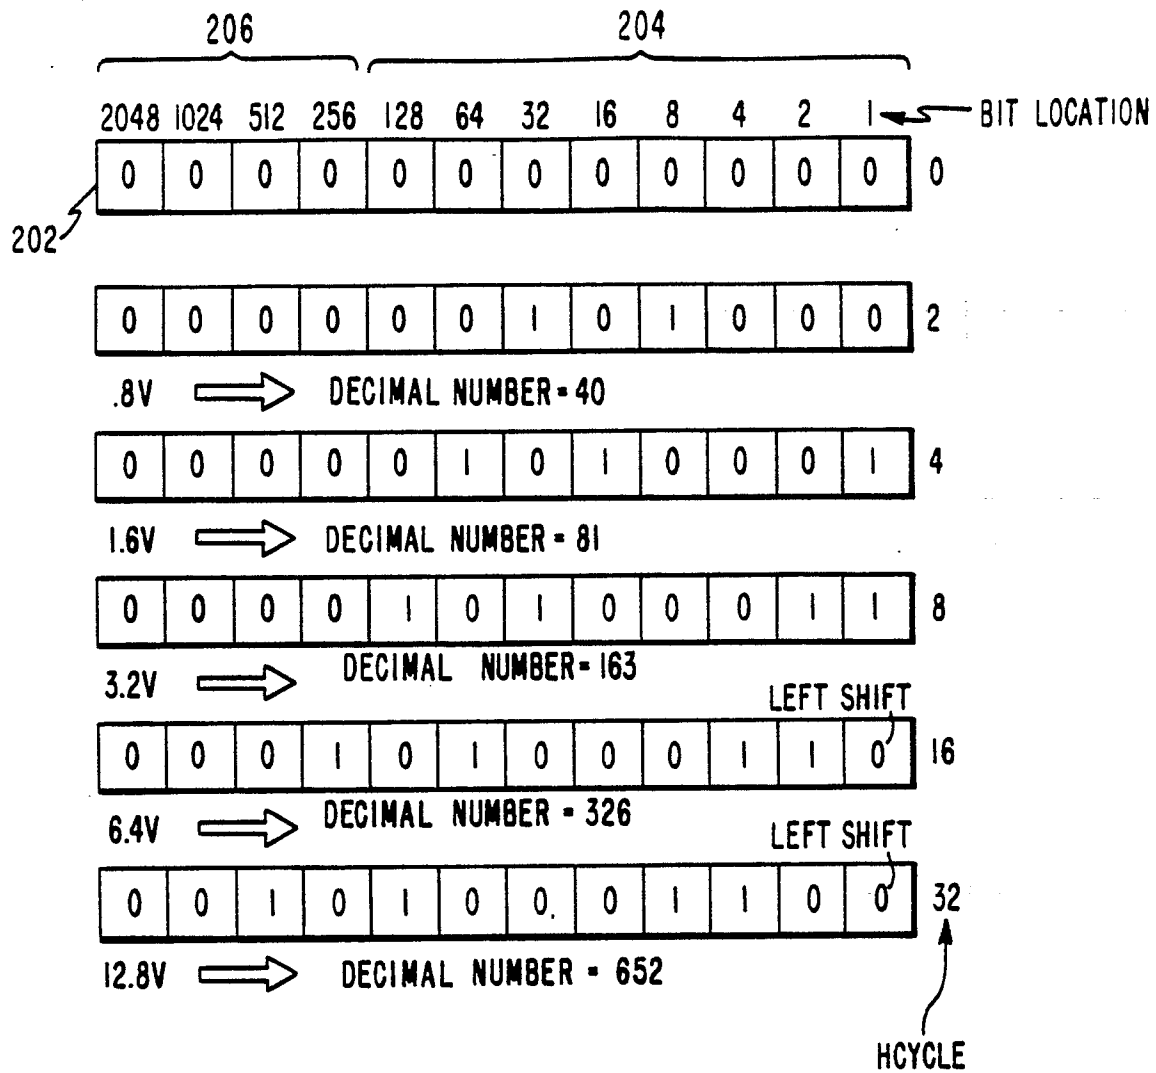 206 204
2048 1024 512 256 128 64 32 16 8 4 2 1 BIT LOCATION
0 0 0 0 0 0 0 0 0 0 0 0 0
202
0 0 0 0 0 0 1 0 1 0 0 0 2
.8V DECIMAL NUMBER = 40
0 0 0 0 0 1 0 1 0 0 0 1 4
1.6V DECIMAL NUMBER = 81
0 0 0 0 1 0 1 0 0 0 1 1 8
3.2V DECIMAL NUMBER = 163
LEFT SHIFT
0 0 0 1 0 1 0 0 0 1 1 0 16
6.4V DECIMAL NUMBER = 326
LEFT SHIFT
0 0 1 0 1 0 0. 0 1 1 0 0 32
12.8V DECIMAL NUMBER = 652
HCYCLE